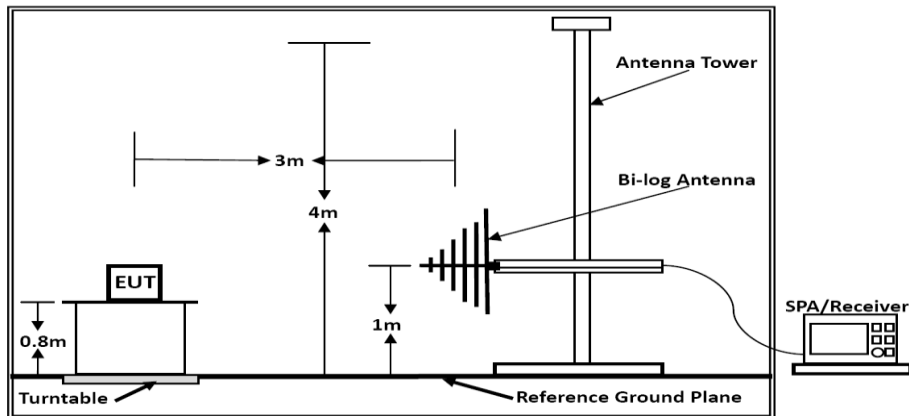 Antenna Tower
3m
Bi-log Antenna
4m
EUT
SPA/Receiver
0.8m
1m
Turntable
Reference Ground Plane